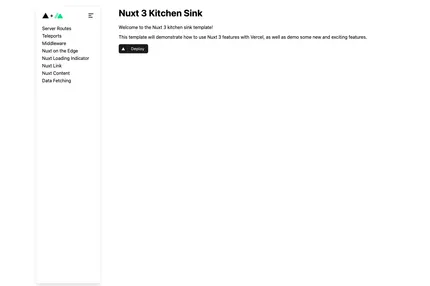 Server Routes
Teleports
Middleware
Nuxt on the Edge
Nuxt Loading Indicator
Nuxt Link
Nuxt Content
Data Fetching
Nuxt 3 Kitchen Sink
Welcome to the Nuxt 3 kitchen sink template!
This template will demonstrate how to use Nuxt 3 features with Vercel, as well as demo some new and exciting features.
Deploy